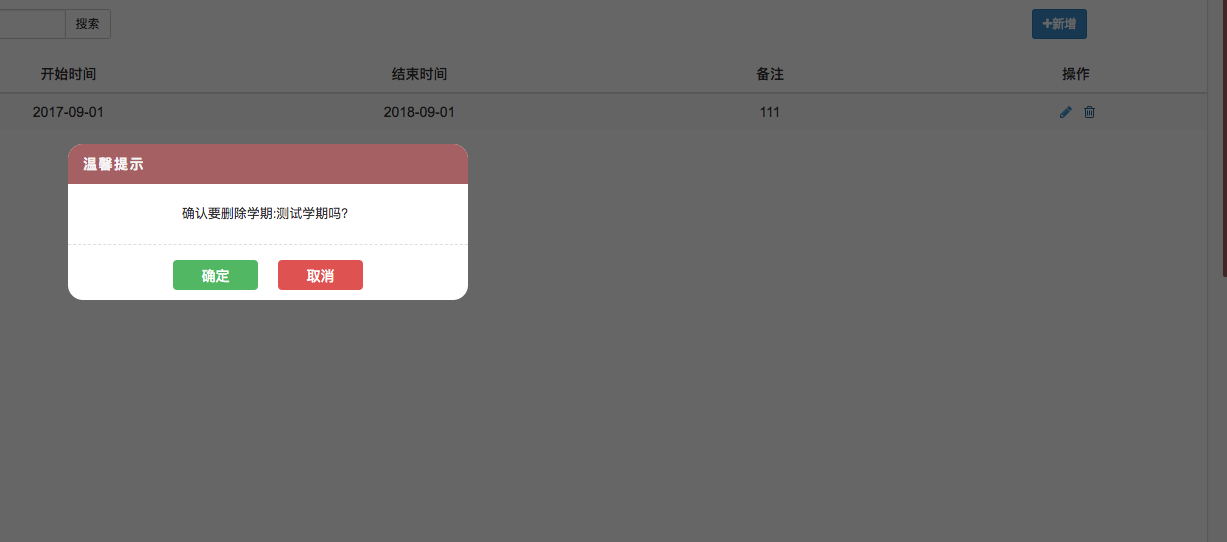 搜索
新增
开始时间 结束时间 备注 操作
2017-09-01 2018-09-01 111
温馨提示
确认要删除学期:测试学期吗?
确定 取消